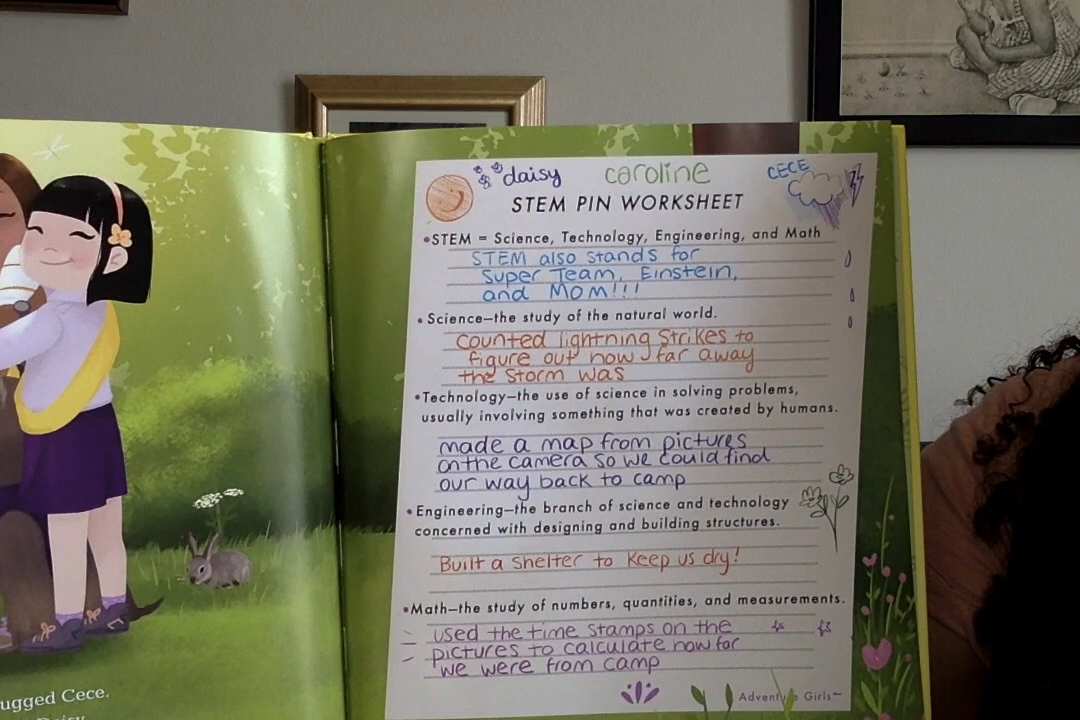 daisy caroline CECE
STEM PIN WORKSHEET
•STEM = Science, Technology, Engineering, and Math
STEM also stands for
Super Team, Einstein,
and MOM!!!
•Science—the study of the natural world.
counted lightning Strikes to
figure out how far away
the storm was
•Technology—the use of science in solving problems,
usually involving something that was created by humans.
made a map from pictures
on the camera so we could find
our way back to camp
•Engineering—the branch of science and technology
concerned with designing and building structures.
Built a shelter to keep us dry!
•Math—the study of numbers, quantities, and measurements.
used the time stamps on the
pictures to calculate how far
we were from camp
Adventure Girls
Cece.